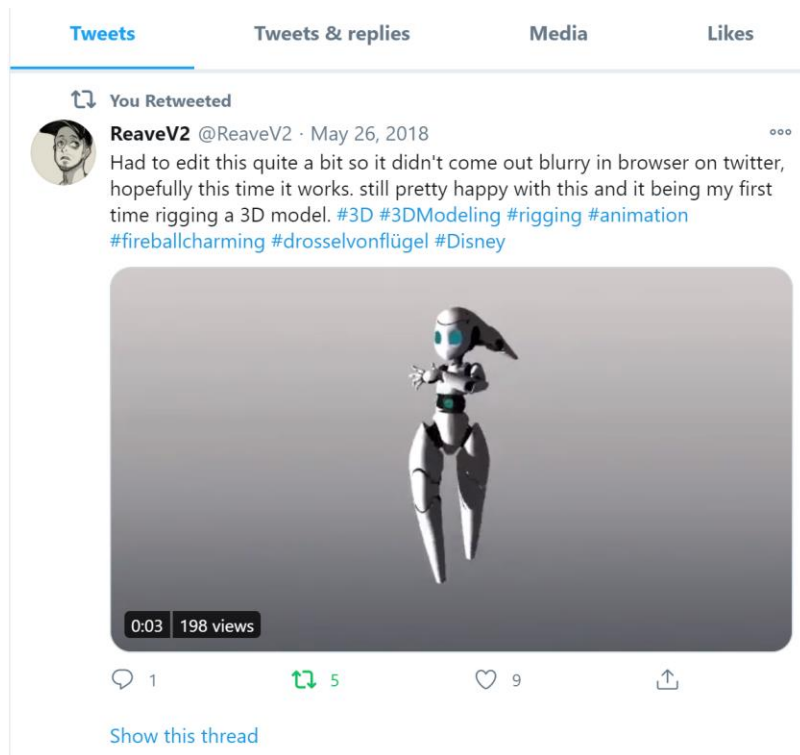 Tweets Tweets & replies Media Likes
You Retweeted
ReaveV2 @ReaveV2 · May 26, 2018
Had to edit this quite a bit so it didn't come out blurry in browser on twitter,
hopefully this time it works. still pretty happy with this and it being my first
time rigging a 3D model. #3D #3DModeling #rigging #animation
#fireballcharming #drosselvonflügel #Disney
0:03 198 views
1 5 9
Show this thread